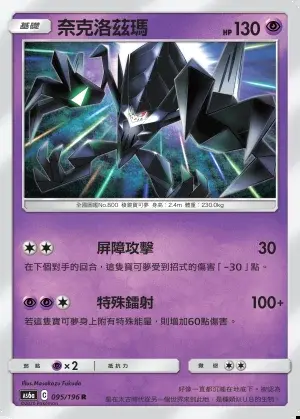 基礎 奈克洛茲瑪 HP 130
全國圖鑑No.800 稜鏡寶可夢 身高：2.4m 體重：230.0kg
屏障攻擊 30
在下個對手的回合，這隻寶可夢受到招式的傷害「-30」點。
特殊鐳射 100+
若這隻寶可夢身上附有特殊能量，則增加60點傷害。
弱點 ×2 抵抗力 撤退
Illus. Masakazu Fukuda
AS6a C 095/196 R